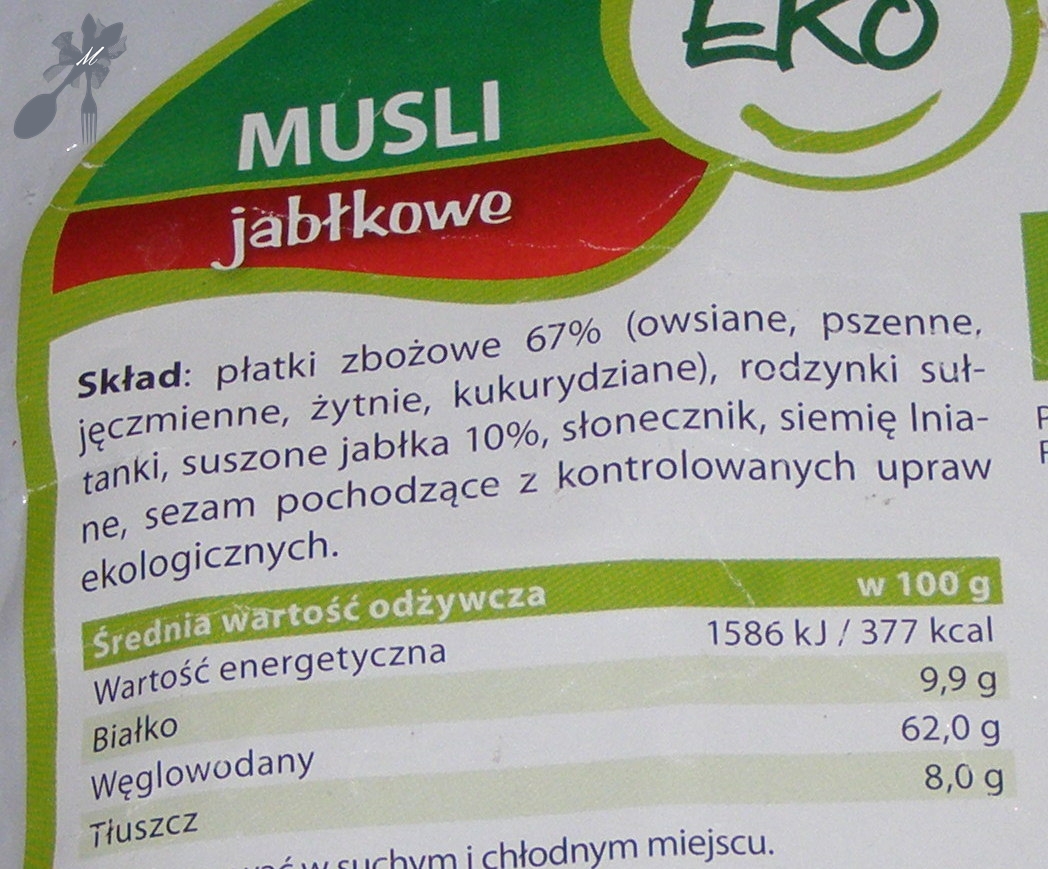 M
EKO
MUSLI
jabłkowe
Skład: płatki zbożowe 67% (owsiane, pszenne,
jęczmienne, żytnie, kukurydziane), rodzynki suł-
tanki, suszone jabłka 10%, słonecznik, siemię lnia-
ne, sezam pochodzące z kontrolowanych upraw
ekologicznych.
Średnia wartość odżywcza w 100 g
Wartość energetyczna 1586 kJ / 377 kcal
Białko 9,9 g
Węglowodany 62,0 g
Tłuszcz 8,0 g
w suchym i chłodnym miejscu.